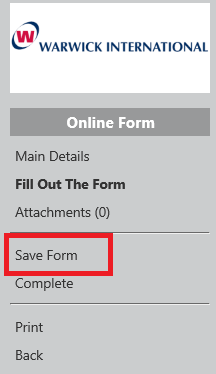 W WARWICK INTERNATIONAL
Online Form
Main Details
Fill Out The Form
Attachments (0)
Save Form
Complete
Print
Back